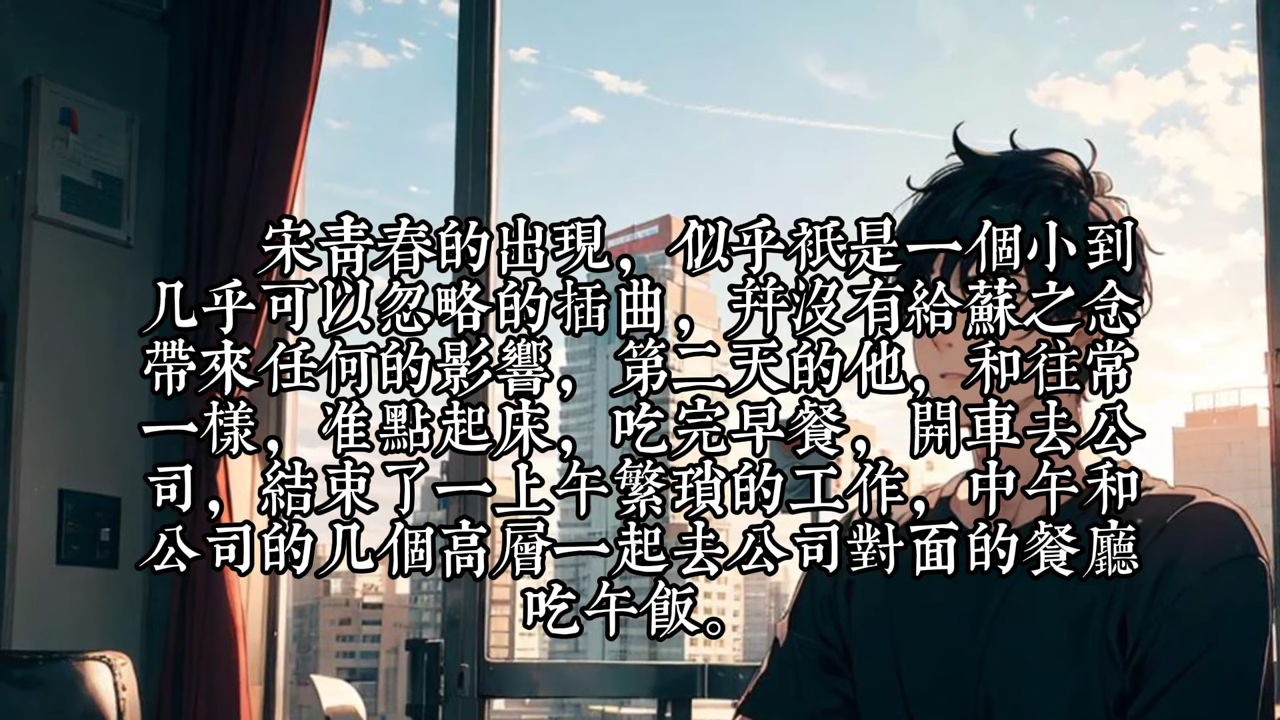 宋青春的出現，似乎衹是一個小到
几乎可以忽略的插曲，并沒有給蘇之念
帶來任何的影響，第二天的他，和往常
一樣，准點起床，吃完早餐，開車去公
司，結束了一上午繁瑣的工作，中午和
公司的几個高層一起去公司對面的餐廳
吃午飯。